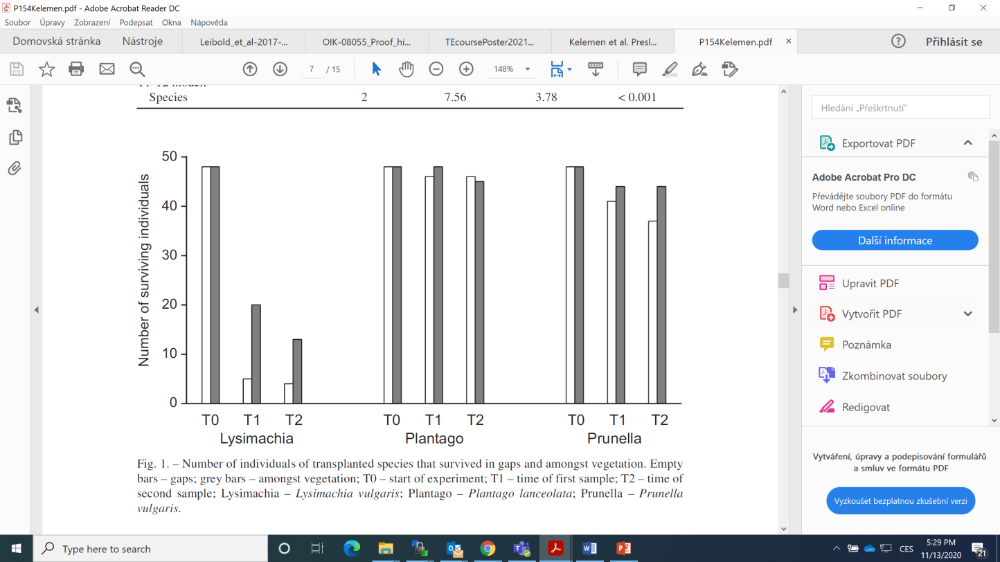 P154Kelemen.pdf - Adobe Acrobat Reader DC
Soubor Úpravy Zobrazení Podepsat Okna Nápověda
Domovská stránka Nástroje Leibold_et_al-2017-... OIK-08055_Proof_hi... TEcoursePoster2021... Kelemen et al. Presl... P154Kelemen.pdf × Přihlásit se
7 / 15 148%
Species 2 7.56 3.78 < 0.001
Number of surviving individuals
50
40
30
20
10
0
T0 T1 T2 T0 T1 T2 T0 T1 T2
Lysimachia Plantago Prunella
Fig. 1. – Number of individuals of transplanted species that survived in gaps and amongst vegetation. Empty
bars – gaps; grey bars – amongst vegetation; T0 – start of experiment; T1 – time of first sample; T2 – time of
second sample; Lysimachia – Lysimachia vulgaris; Plantago – Plantago lanceolata; Prunella – Prunella
vulgaris.
Hledání „Přeškrtnutí"
Exportovat PDF
Adobe Acrobat Pro DC
Převádějte soubory PDF do formátu
Word nebo Excel online
Další informace
Upravit PDF
Vytvořit PDF
Poznámka
Zkombinovat soubory
Redigovat
Vytváření, úpravy a podepisování formulářů
a smluv ve formátu PDF
Vyzkoušet bezplatnou zkušební verzi
Type here to search
CES
5:29 PM
11/13/2020
21